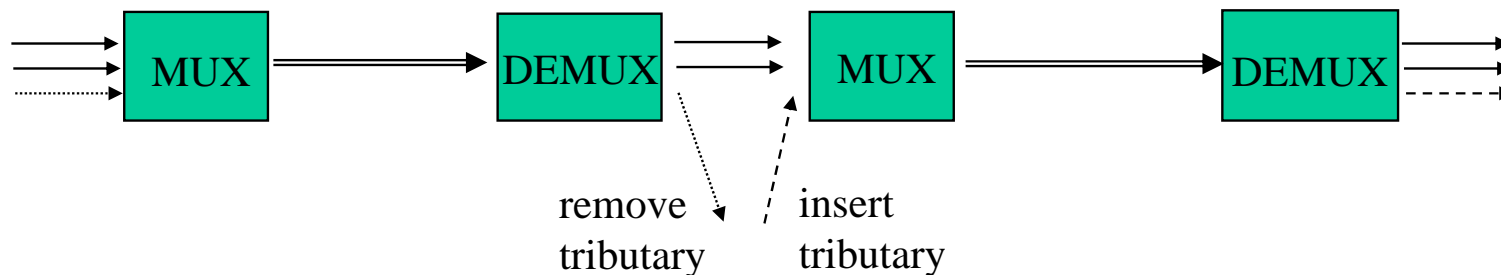 MUX
DEMUX
MUX
DEMUX
remove
tributary
insert
tributary